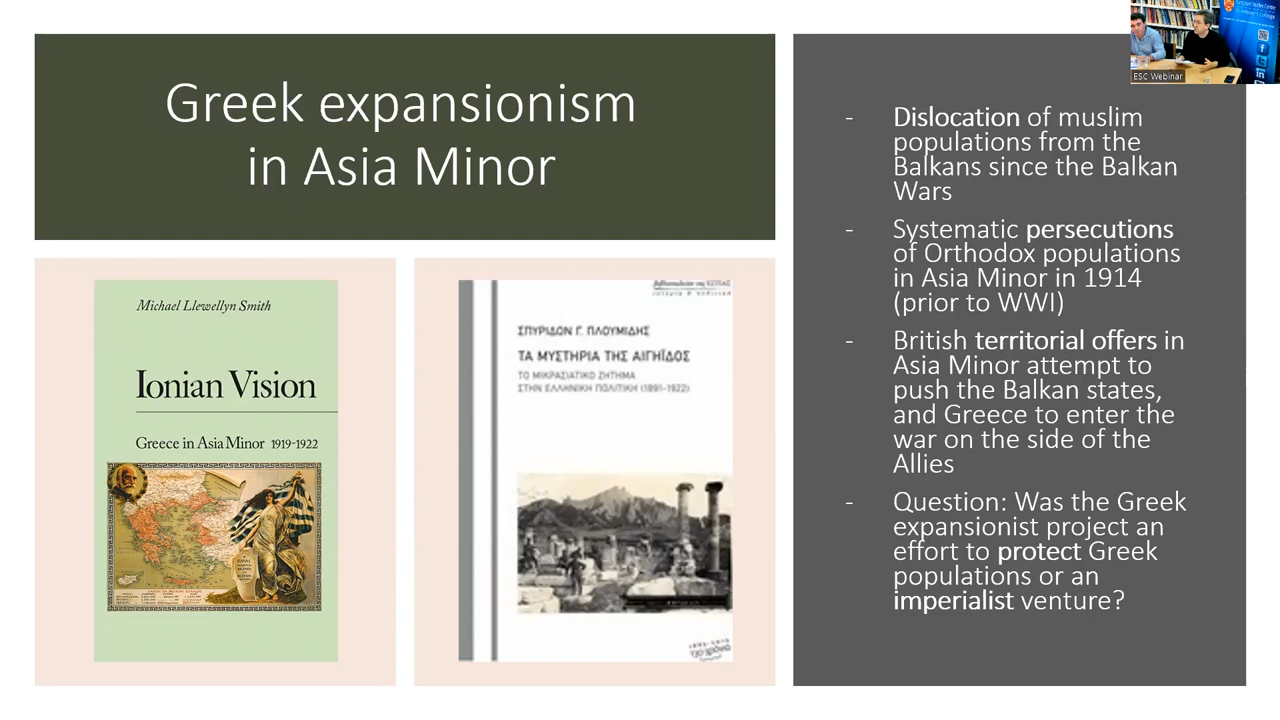 Greek expansionism
in Asia Minor
Michael Llewellyn Smith
Ionian Vision
Greece in Asia Minor 1919-1922
ΣΠΥΡΙΔΩΝ Γ. ΠΛΟΥΜΙΔΗΣ
ΤΑ ΜΥΣΤΗΡΙΑ ΤΗΣ ΑΙΓΗΪΔΟΣ
ΤΟ ΜΙΚΡΑΣΙΑΤΙΚΟ ΖΗΤΗΜΑ
ΣΤΗΝ ΕΛΛΗΝΙΚΗ ΠΟΛΙΤΙΚΗ (1891-1922)
- Dislocation of muslim
populations from the
Balkans since the Balkan
Wars
- Systematic persecutions
of Orthodox populations
in Asia Minor in 1914
(prior to WWI)
- British territorial offers in
Asia Minor attempt to
push the Balkan states,
and Greece to enter the
war on the side of the
Allies
- Question: Was the Greek
expansionist project an
effort to protect Greek
populations or an
imperialist venture?
ESC Webinar